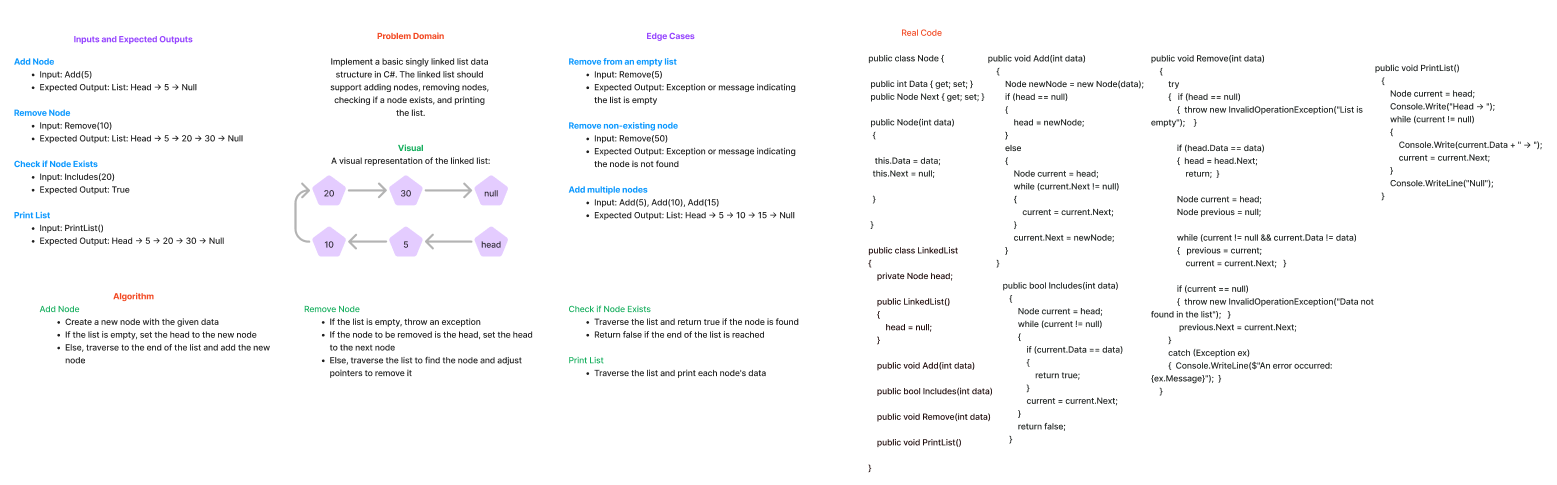 Inputs and Expected Outputs
Add Node
• Input: Add(5)
• Expected Output: List: Head → 5 → Null
Remove Node
• Input: Remove(10)
• Expected Output: List: Head → 5 → 20 → 30 → Null
Check if Node Exists
• Input: Includes(20)
• Expected Output: True
Print List
• Input: PrintList()
• Expected Output: Head → 5 → 20 → 30 → Null
Problem Domain
Implement a basic singly linked list data
structure in C#. The linked list should
support adding nodes, removing nodes,
checking if a node exists, and printing
the list.
Visual
A visual representation of the linked list:
20
30
null
10
5
head
Edge Cases
Remove from an empty list
• Input: Remove(5)
• Expected Output: Exception or message indicating
the list is empty
Remove non-existing node
• Input: Remove(50)
• Expected Output: Exception or message indicating
the node is not found
Add multiple nodes
• Input: Add(5), Add(10), Add(15)
• Expected Output: List: Head → 5 → 10 → 15 → Null
Algorithm
Add Node
• Create a new node with the given data
• If the list is empty, set the head to the new node
• Else, traverse to the end of the list and add the new
node
Remove Node
• If the list is empty, throw an exception
• If the node to be removed is the head, set the head
to the next node
• Else, traverse the list to find the node and adjust
pointers to remove it
Check if Node Exists
• Traverse the list and return true if the node is found
• Return false if the end of the list is reached
Print List
• Traverse the list and print each node's data
Real Code
public class Node {
public int Data { get; set; }
public Node Next { get; set; }
public Node(int data)
{
this.Data = data;
this.Next = null;
}
}
public class LinkedList
{
private Node head;
public LinkedList()
{
head = null;
}
public void Add(int data)
public bool Includes(int data)
public void Remove(int data)
public void PrintList()
}
public void Add(int data)
{
Node newNode = new Node(data);
if (head == null)
{
head = newNode;
}
else
{
Node current = head;
while (current.Next != null)
{
current = current.Next;
}
current.Next = newNode;
}
}
public bool Includes(int data)
{
Node current = head;
while (current != null)
{
if (current.Data == data)
{
return true;
}
current = current.Next;
}
return false;
}
public void Remove(int data)
{
try
{ if (head == null)
{ throw new InvalidOperationException("List is
empty"); }
if (head.Data == data)
{ head = head.Next;
return; }
Node current = head;
Node previous = null;
while (current != null && current.Data != data)
{ previous = current;
current = current.Next; }
if (current == null)
{ throw new InvalidOperationException("Data not
found in the list"); }
previous.Next = current.Next;
}
catch (Exception ex)
{ Console.WriteLine($"An error occurred:
{ex.Message}"); }
}
public void PrintList()
{
Node current = head;
Console.Write("Head → ");
while (current != null)
{
Console.Write(current.Data + " → ");
current = current.Next;
}
Console.WriteLine("Null");
}